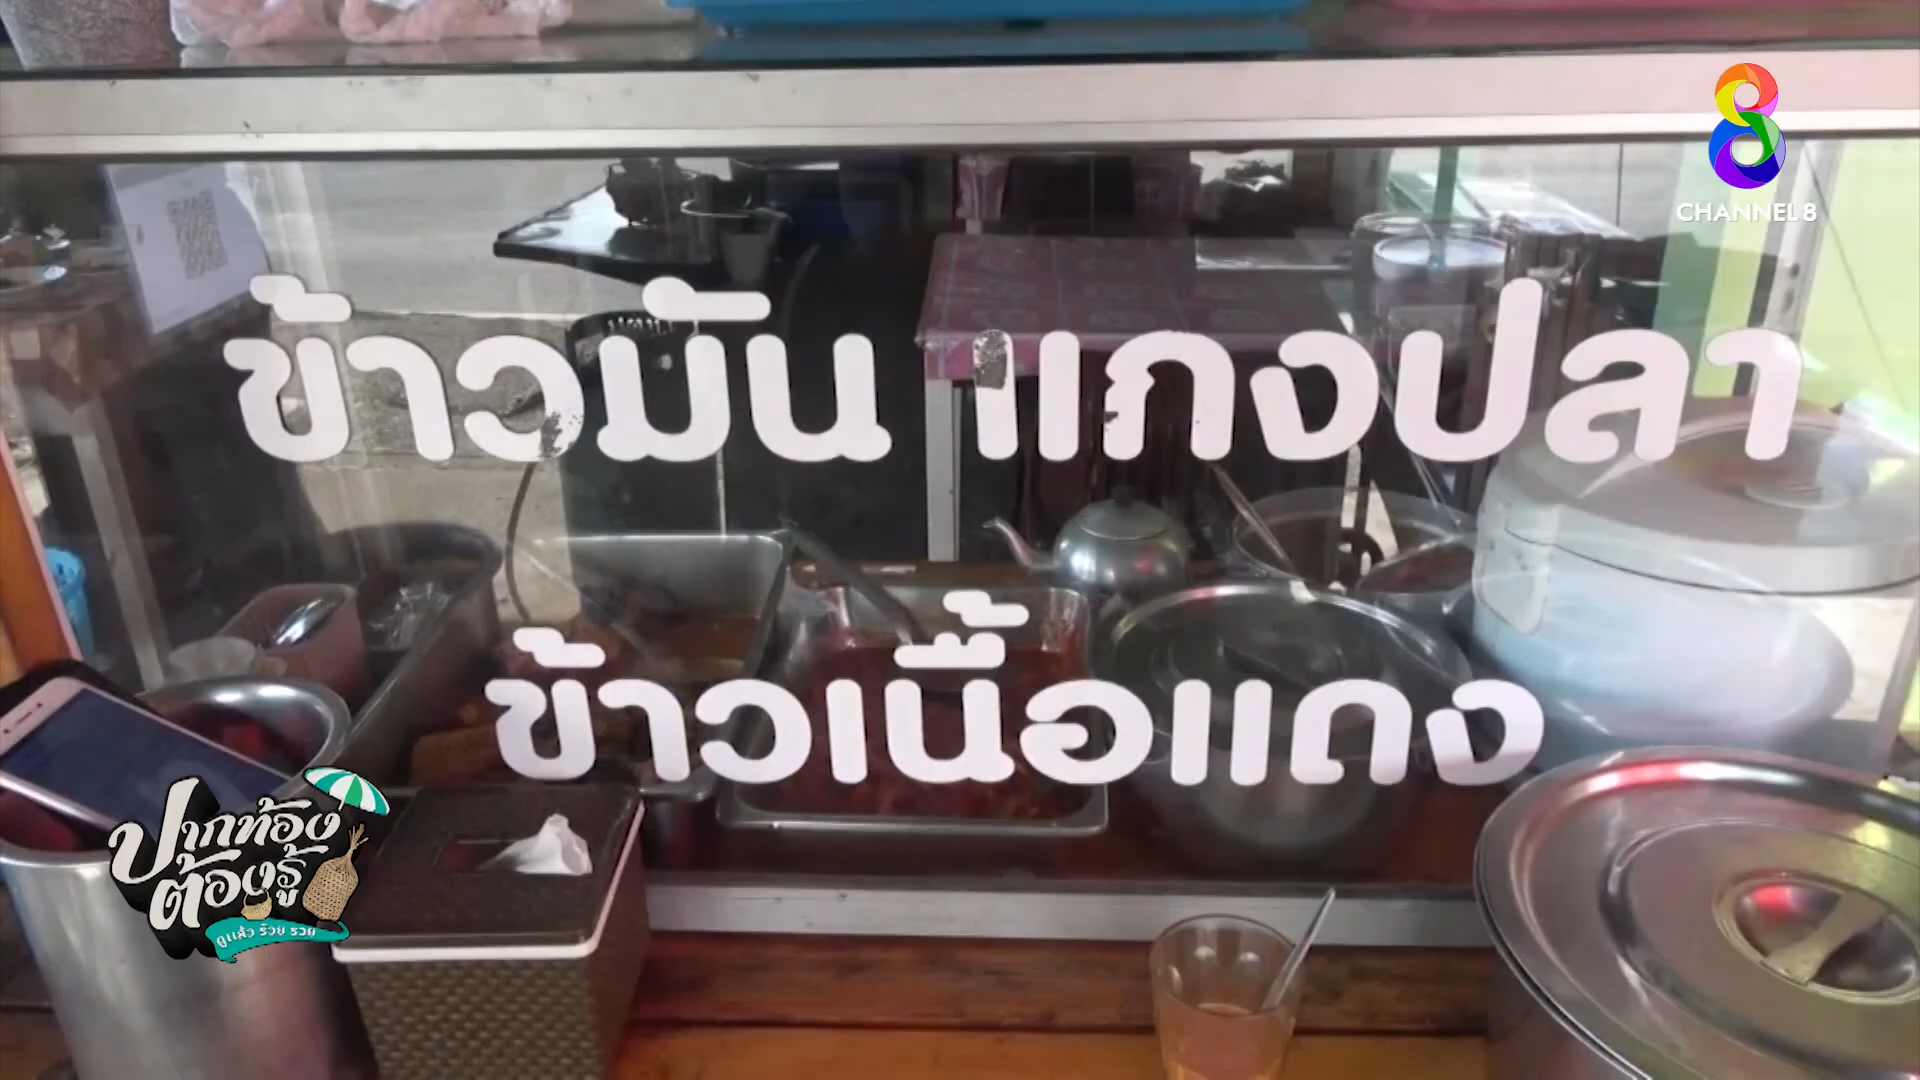 CHANNEL 8
ข้าวมัน แกงปลา
ข้าวเนื้อแดง
ปากท้อง
ต้องรู้
ดูแล้ว รวย รวย